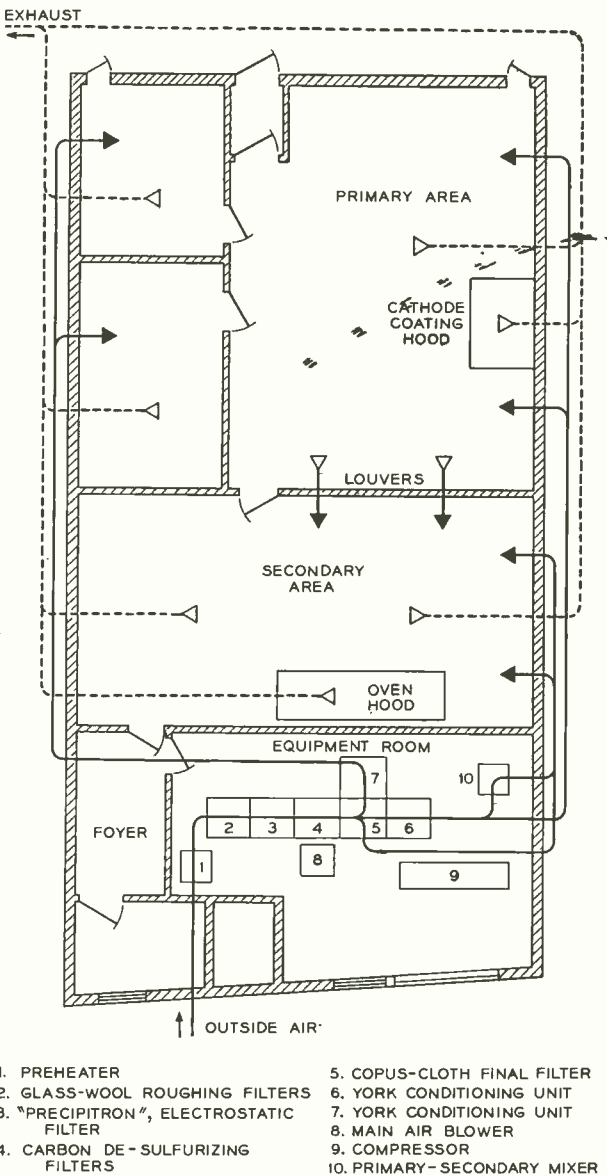 EXHAUST
PRIMARY AREA
CATHODE
COATING
HOOD
LOUVERS
SECONDARY
AREA
OVEN
HOOD
EQUIPMENT ROOM
7
10
FOYER
2 3 4 5 6
1
8
9
OUTSIDE AIR
1. PREHEATER
2. GLASS-WOOL ROUGHING FILTERS
3. "PRECIPITRON", ELECTROSTATIC
FILTER
4. CARBON DE-SULFURIZING
FILTERS
5. COPUS-CLOTH FINAL FILTER
6. YORK CONDITIONING UNIT
7. YORK CONDITIONING UNIT
8. MAIN AIR BLOWER
9. COMPRESSOR
10. PRIMARY-SECONDARY MIXER